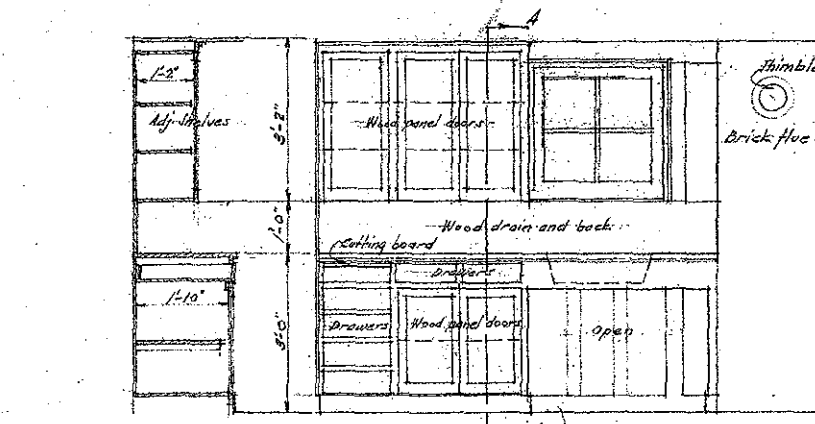 A
Thimble
1'-2"
Adj-Shelves
3'-2"
Wood panel doors
Brick flue
1'-0"
Wood drain and back
Cutting board
Drawers
1'-10"
3'-0"
Drawers
Wood panel doors
Open